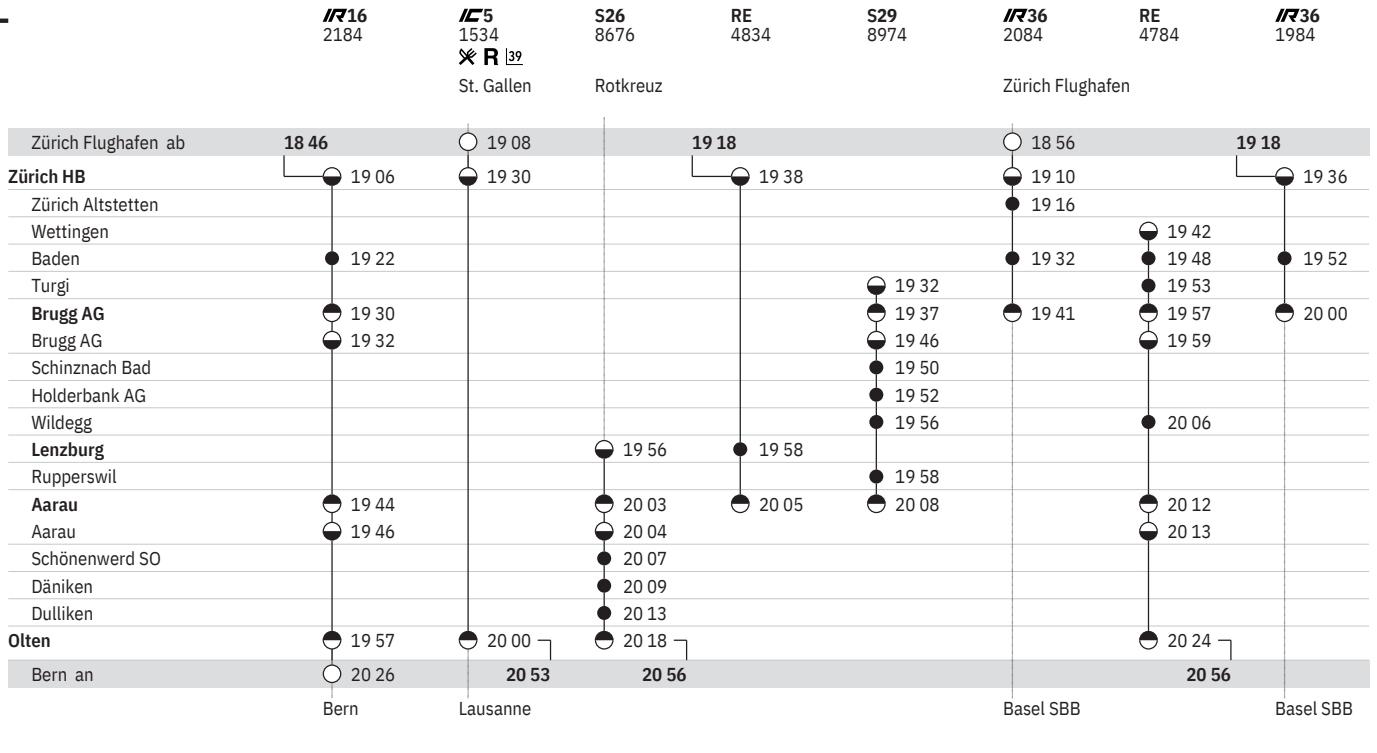 IR16 IC5 S26 RE S29 IR36 RE IR36
2184 1534 8676 4834 8974 2084 4784 1984
R 39
St. Gallen Rotkreuz Zürich Flughafen
Zürich Flughafen ab 18 46 19 08 19 18 18 56 19 18
Zürich HB 19 06 19 30 19 38 19 10 19 36
Zürich Altstetten 19 16
Wettingen 19 42
Baden 19 22 19 32 19 48 19 52
Turgi 19 32 19 53
Brugg AG 19 30 19 37 19 41 19 57 20 00
Brugg AG 19 32 19 46 19 59
Schinznach Bad 19 50
Holderbank AG 19 52
Wildegg 19 56 20 06
Lenzburg 19 56 19 58
Rupperswil 19 58
Aarau 19 44 20 03 20 05 20 08 20 12
Aarau 19 46 20 04 20 13
Schönenwerd SO 20 07
Däniken 20 09
Dulliken 20 13
Olten 19 57 20 00 20 18 20 24
Bern an 20 26 20 53 20 56 20 56
Bern Lausanne Basel SBB Basel SBB